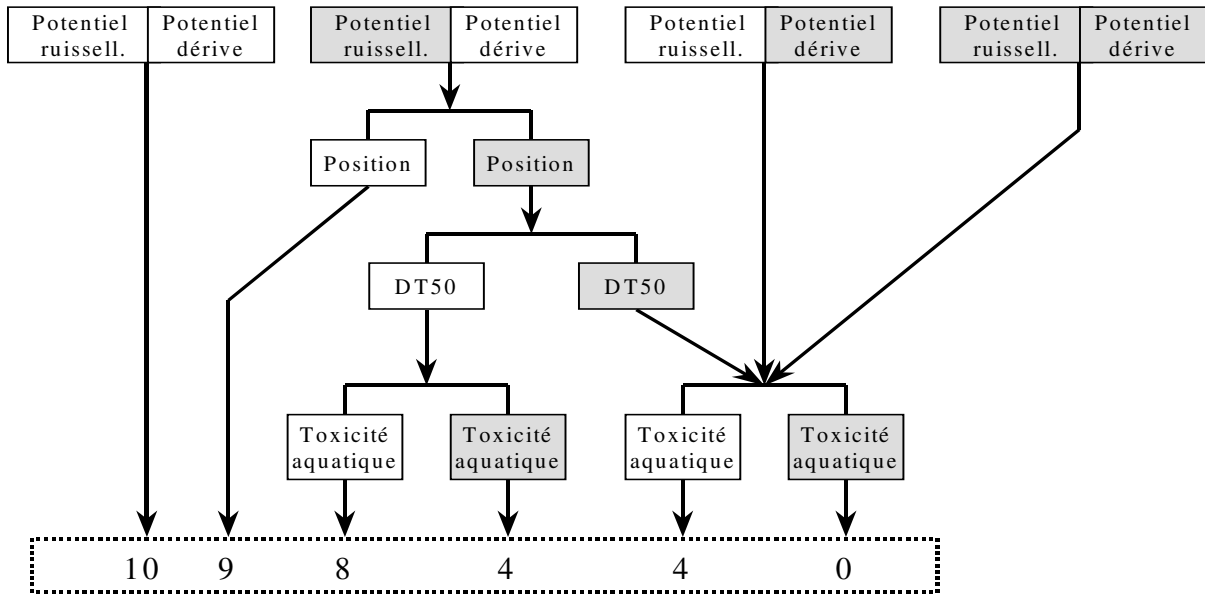 Potentiel
ruissell.
Potentiel
dérive
Potentiel
ruissell.
Potentiel
dérive
Potentiel
ruissell.
Potentiel
dérive
Potentiel
ruissell.
Potentiel
dérive
Position
Position
DT50
DT50
Toxicité
aquatique
Toxicité
aquatique
Toxicité
aquatique
Toxicité
aquatique
10 9 8 4 4 0